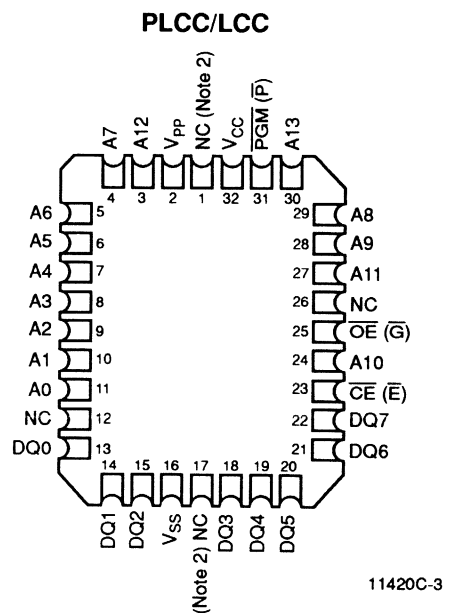 PLCC/LCC
A7
A12
VPP
NC (Note 2)
VCC
PGM (P)
A13
4
3
2
1
32
31
30
A6 5
A5 6
A4 7
A3 8
A2 9
A1 10
A0 11
NC 12
DQ0 13
29 A8
28 A9
27 A11
26 NC
25 OE (G)
24 A10
23 CE (E)
22 DQ7
21 DQ6
14
15
16
17
18
19
20
DQ1
DQ2
VSS
(Note 2) NC
DQ3
DQ4
DQ5
11420C-3